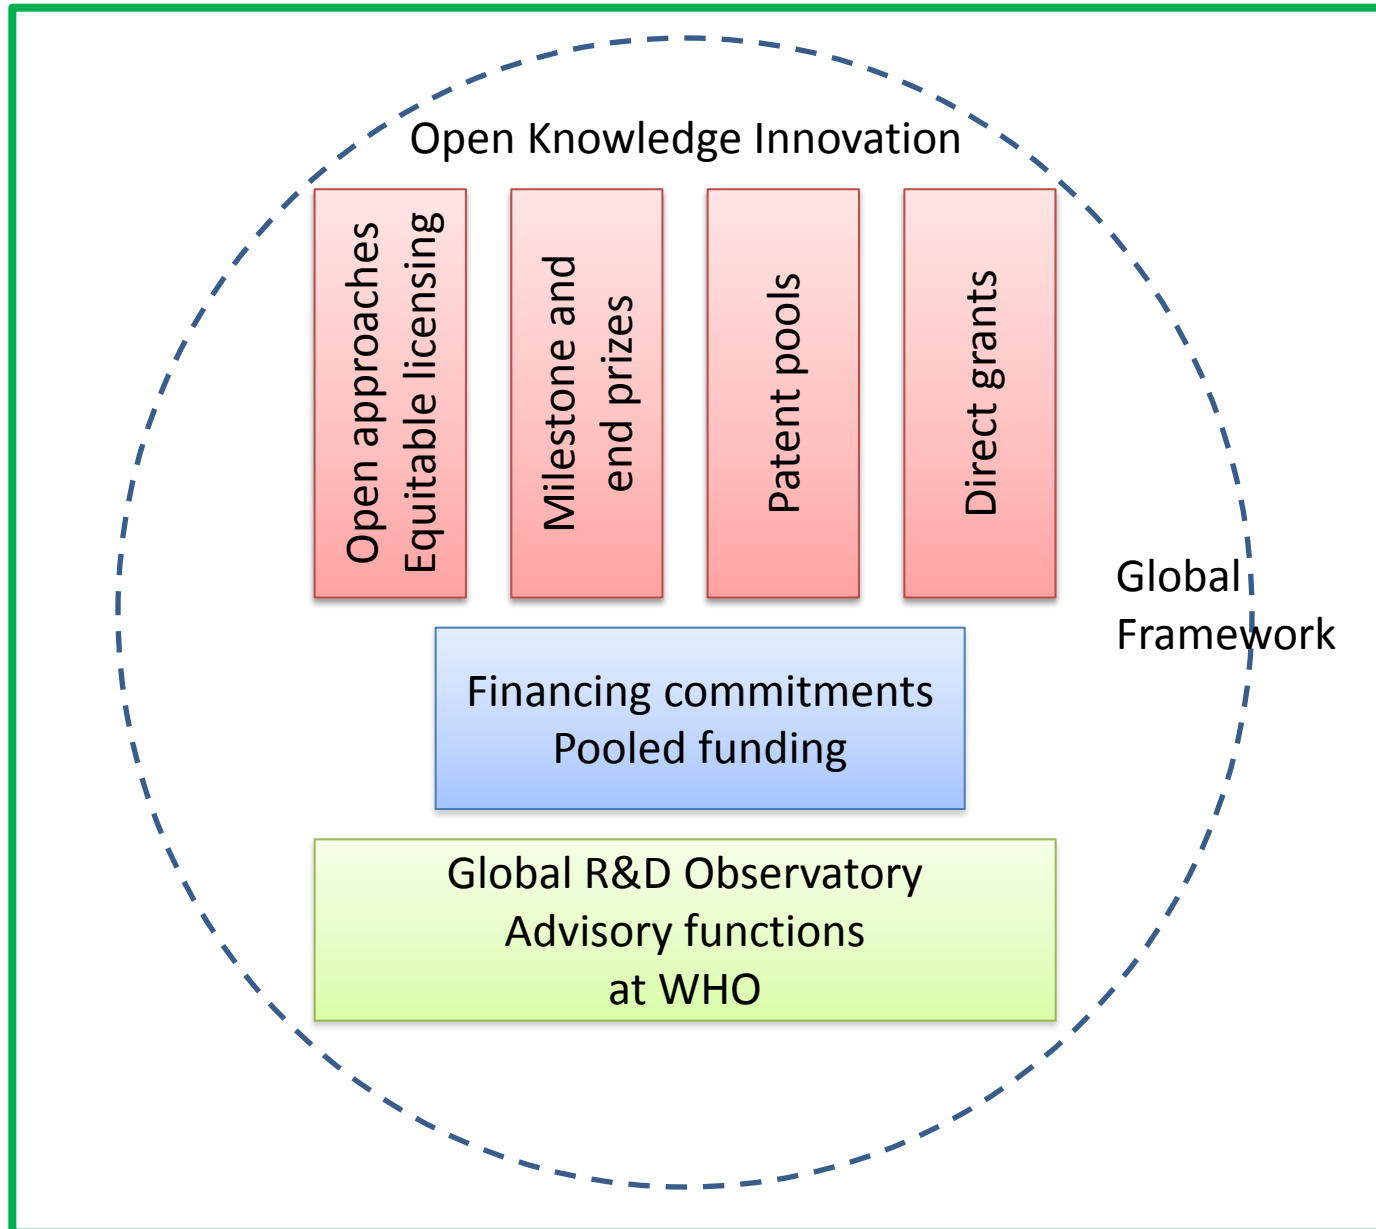 Open Knowledge Innovation
Open approaches
Equitable licensing
Milestone and
end prizes
Patent pools
Direct grants
Global
Framework
Financing commitments
Pooled funding
Global R&D Observatory
Advisory functions
at WHO